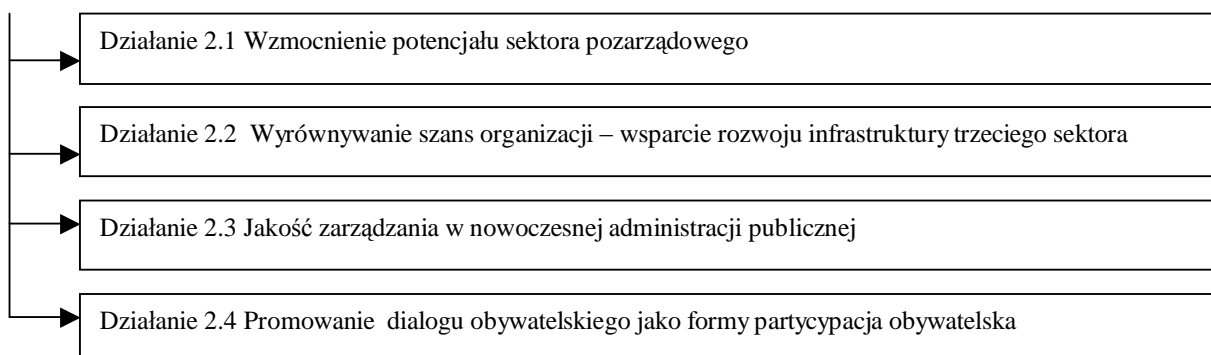 Działanie 2.1 Wzmocnienie potencjału sektora pozarządowego
Działanie 2.2 Wyrównywanie szans organizacji – wsparcie rozwoju infrastruktury trzeciego sektora
Działanie 2.3 Jakość zarządzania w nowoczesnej administracji publicznej
Działanie 2.4 Promowanie dialogu obywatelskiego jako formy partycypacja obywatelska